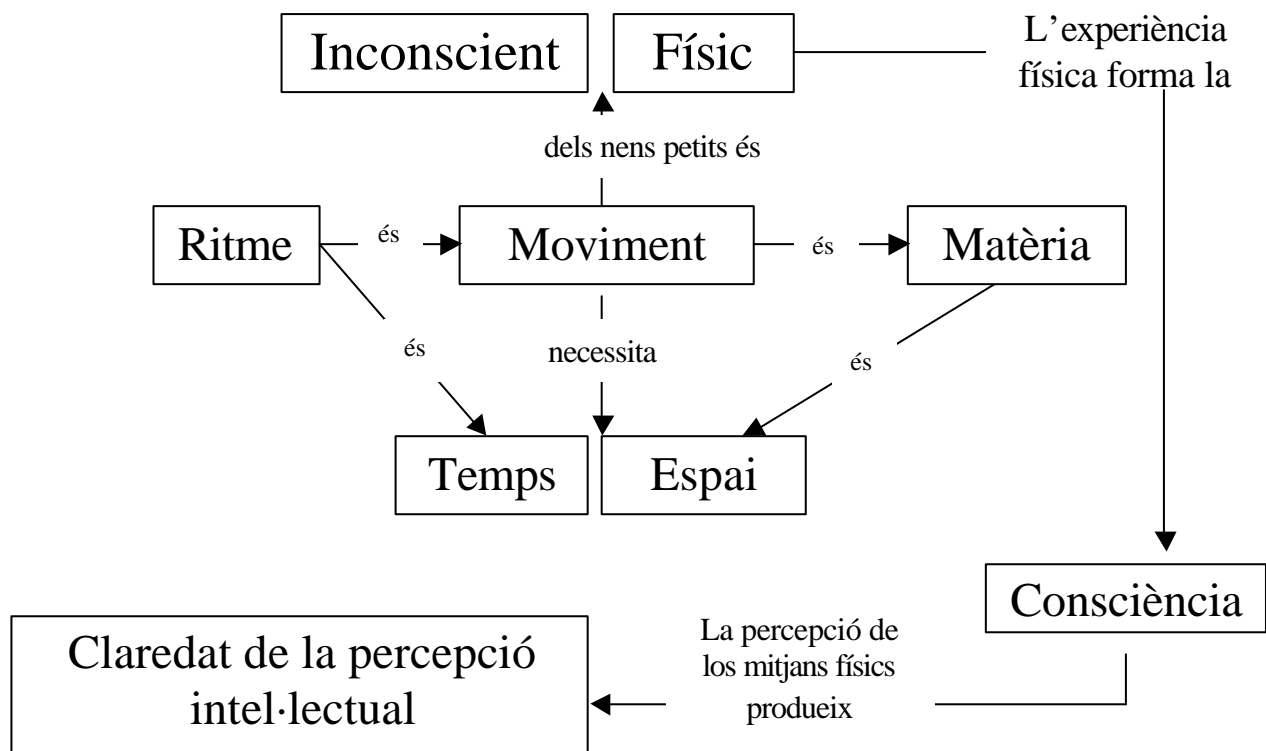 Inconscient
Físic
L’experiència
física forma la
dels nens petits és
Ritme
és
Moviment
és
Matèria
és
necessita
és
Temps
Espai
Consciència
Claredat de la percepció
intel·lectual
La percepció de
los mitjans físics
produeix